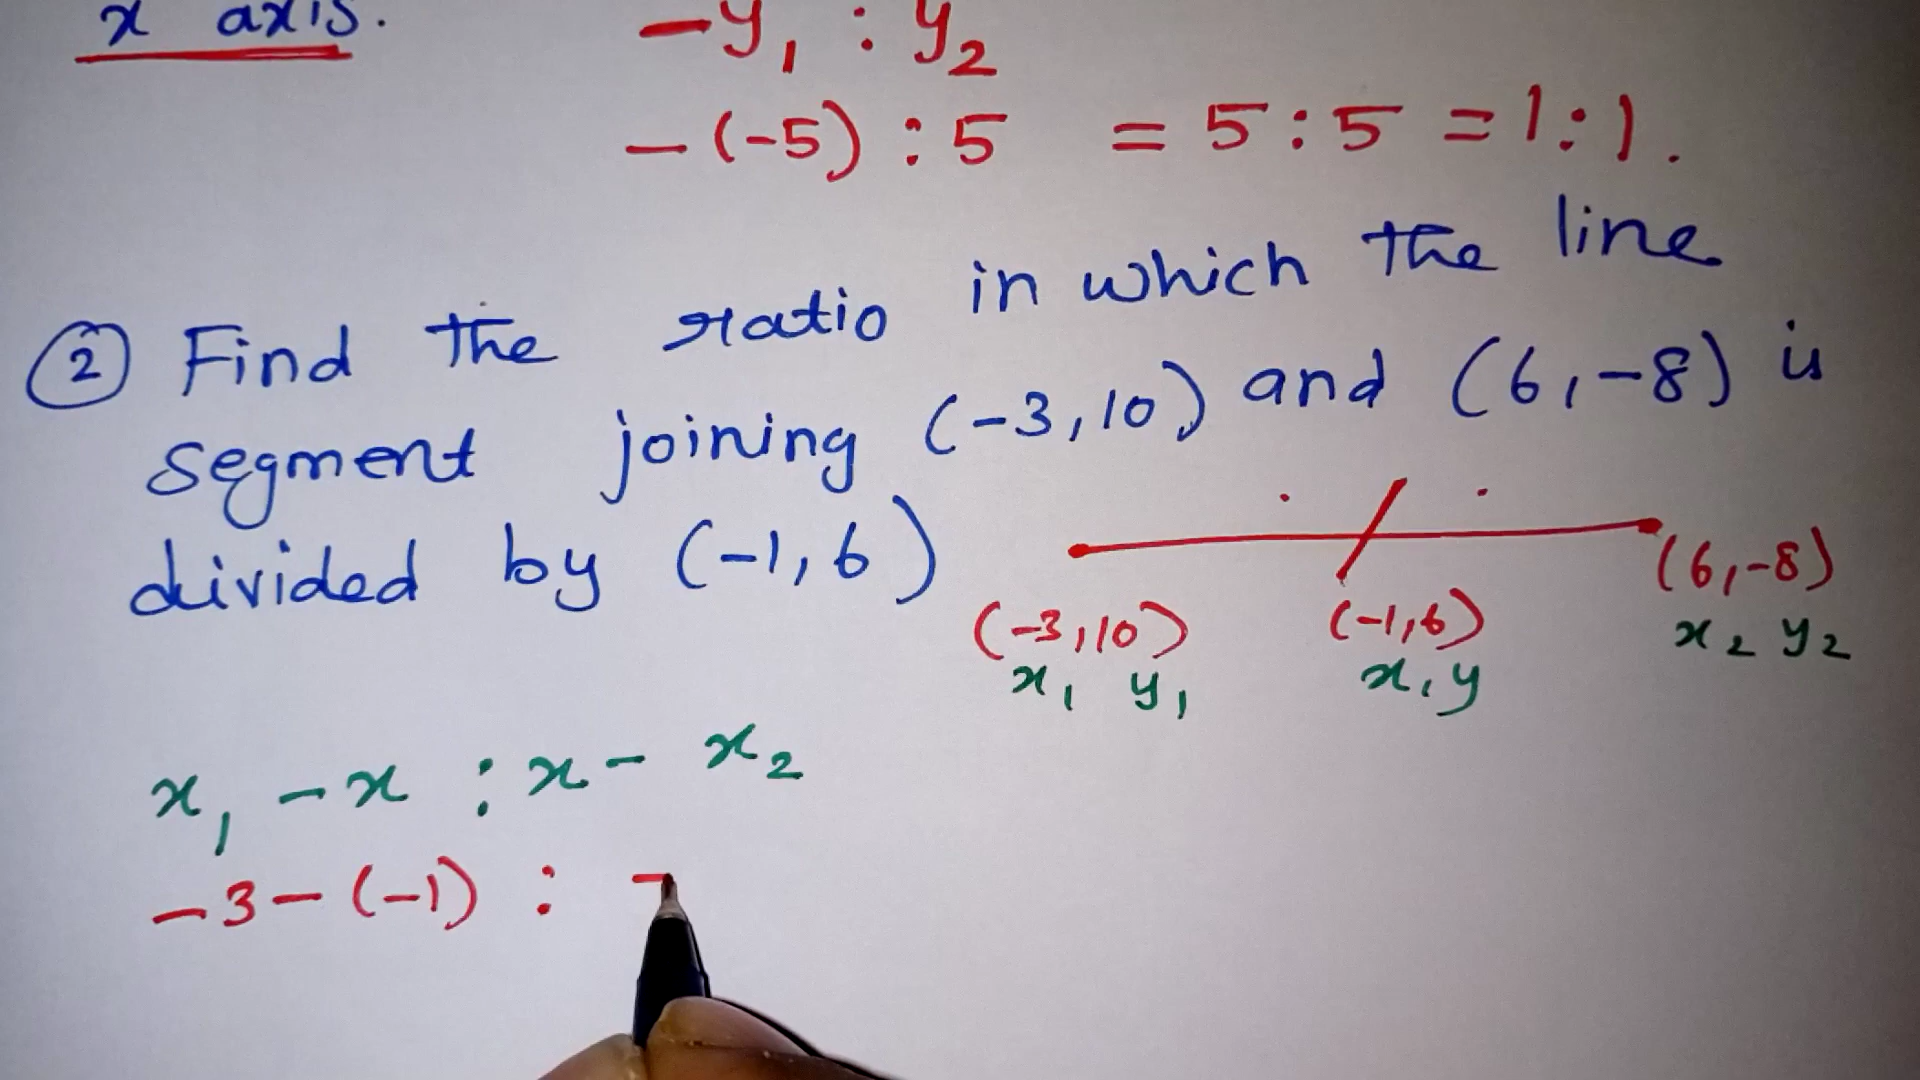 x axis.
-y₁ : y₂
-(-5) : 5 = 5:5 = 1:1.
② Find the ratio in which the line
segment joining (-3,10) and (6,-8) is
divided by (-1,6)
(-3,10) (-1,6) (6,-8)
x₁ y₁ x,y x₂ y₂
x₁ - x : x - x₂
-3-(-1) : -